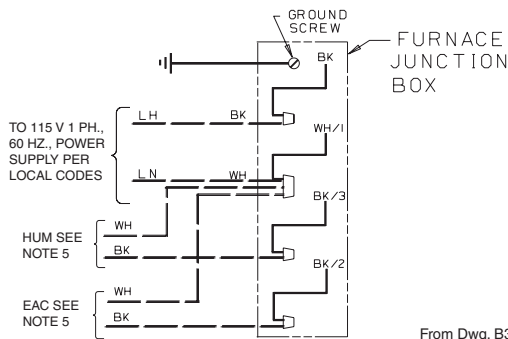 GROUND
SCREW
FURNACE
JUNCTION
BOX
BK
LH BK
TO 115 V 1 PH.,
60 HZ., POWER
SUPPLY PER
LOCAL CODES
WH/1
LN WH
BK/3
WH
HUM SEE
NOTE 5
BK
BK/2
WH
EAC SEE
NOTE 5
BK
From Dwg. B3